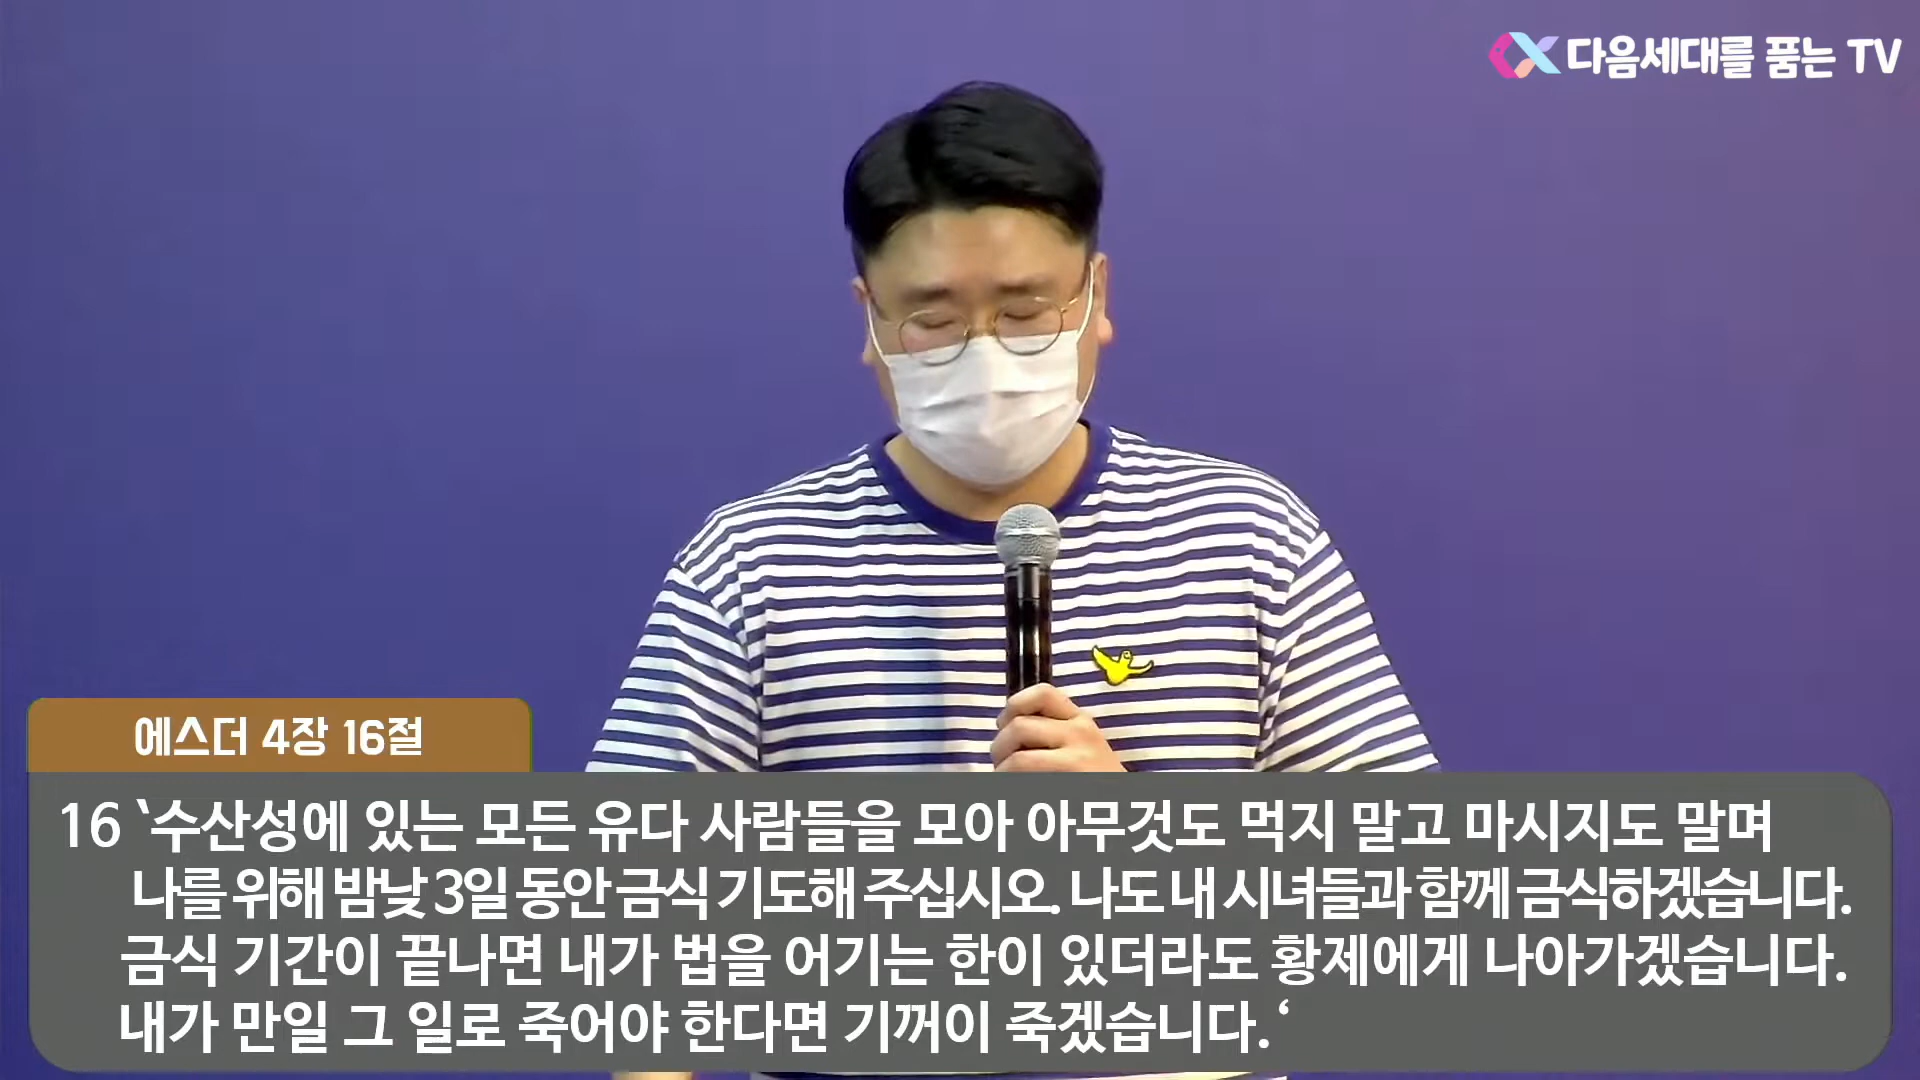 다음세대를 품는 TV
에스더 4장 16절
16 `수산성에 있는 모든 유다 사람들을 모아 아무것도 먹지 말고 마시지도 말며
나를 위해 밤낮 3일 동안 금식 기도해 주십시오. 나도 내 시녀들과 함께 금식하겠습니다.
금식 기간이 끝나면 내가 법을 어기는 한이 있더라도 황제에게 나아가겠습니다.
내가 만일 그 일로 죽어야 한다면 기꺼이 죽겠습니다. ‘